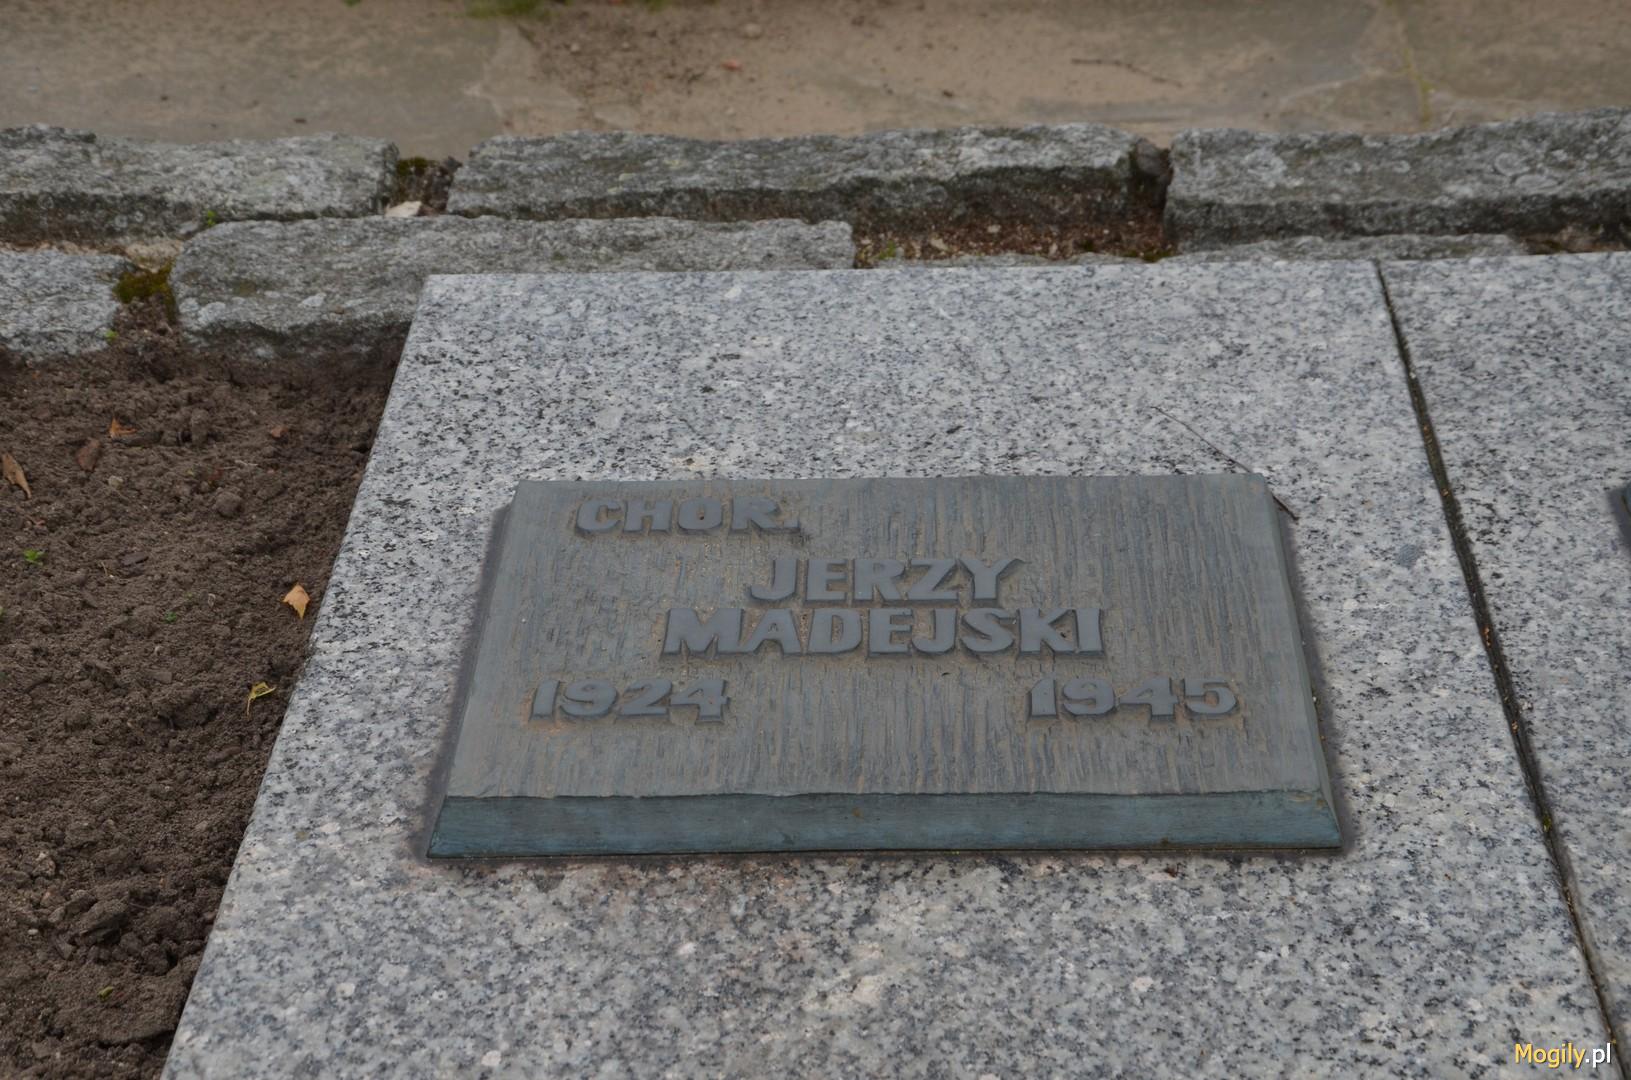 CHOR.
JERZY
MADEJSKI
1924 1945
Mogily.pl